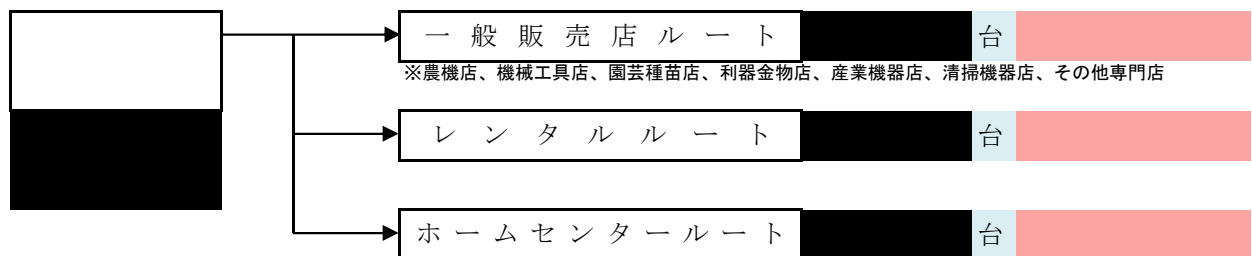 一般販売店ルート 台
※農機店、機械工具店、園芸種苗店、利器金物店、産業機器店、清掃機器店、その他専門店
レンタルルート 台
ホームセンタールート 台